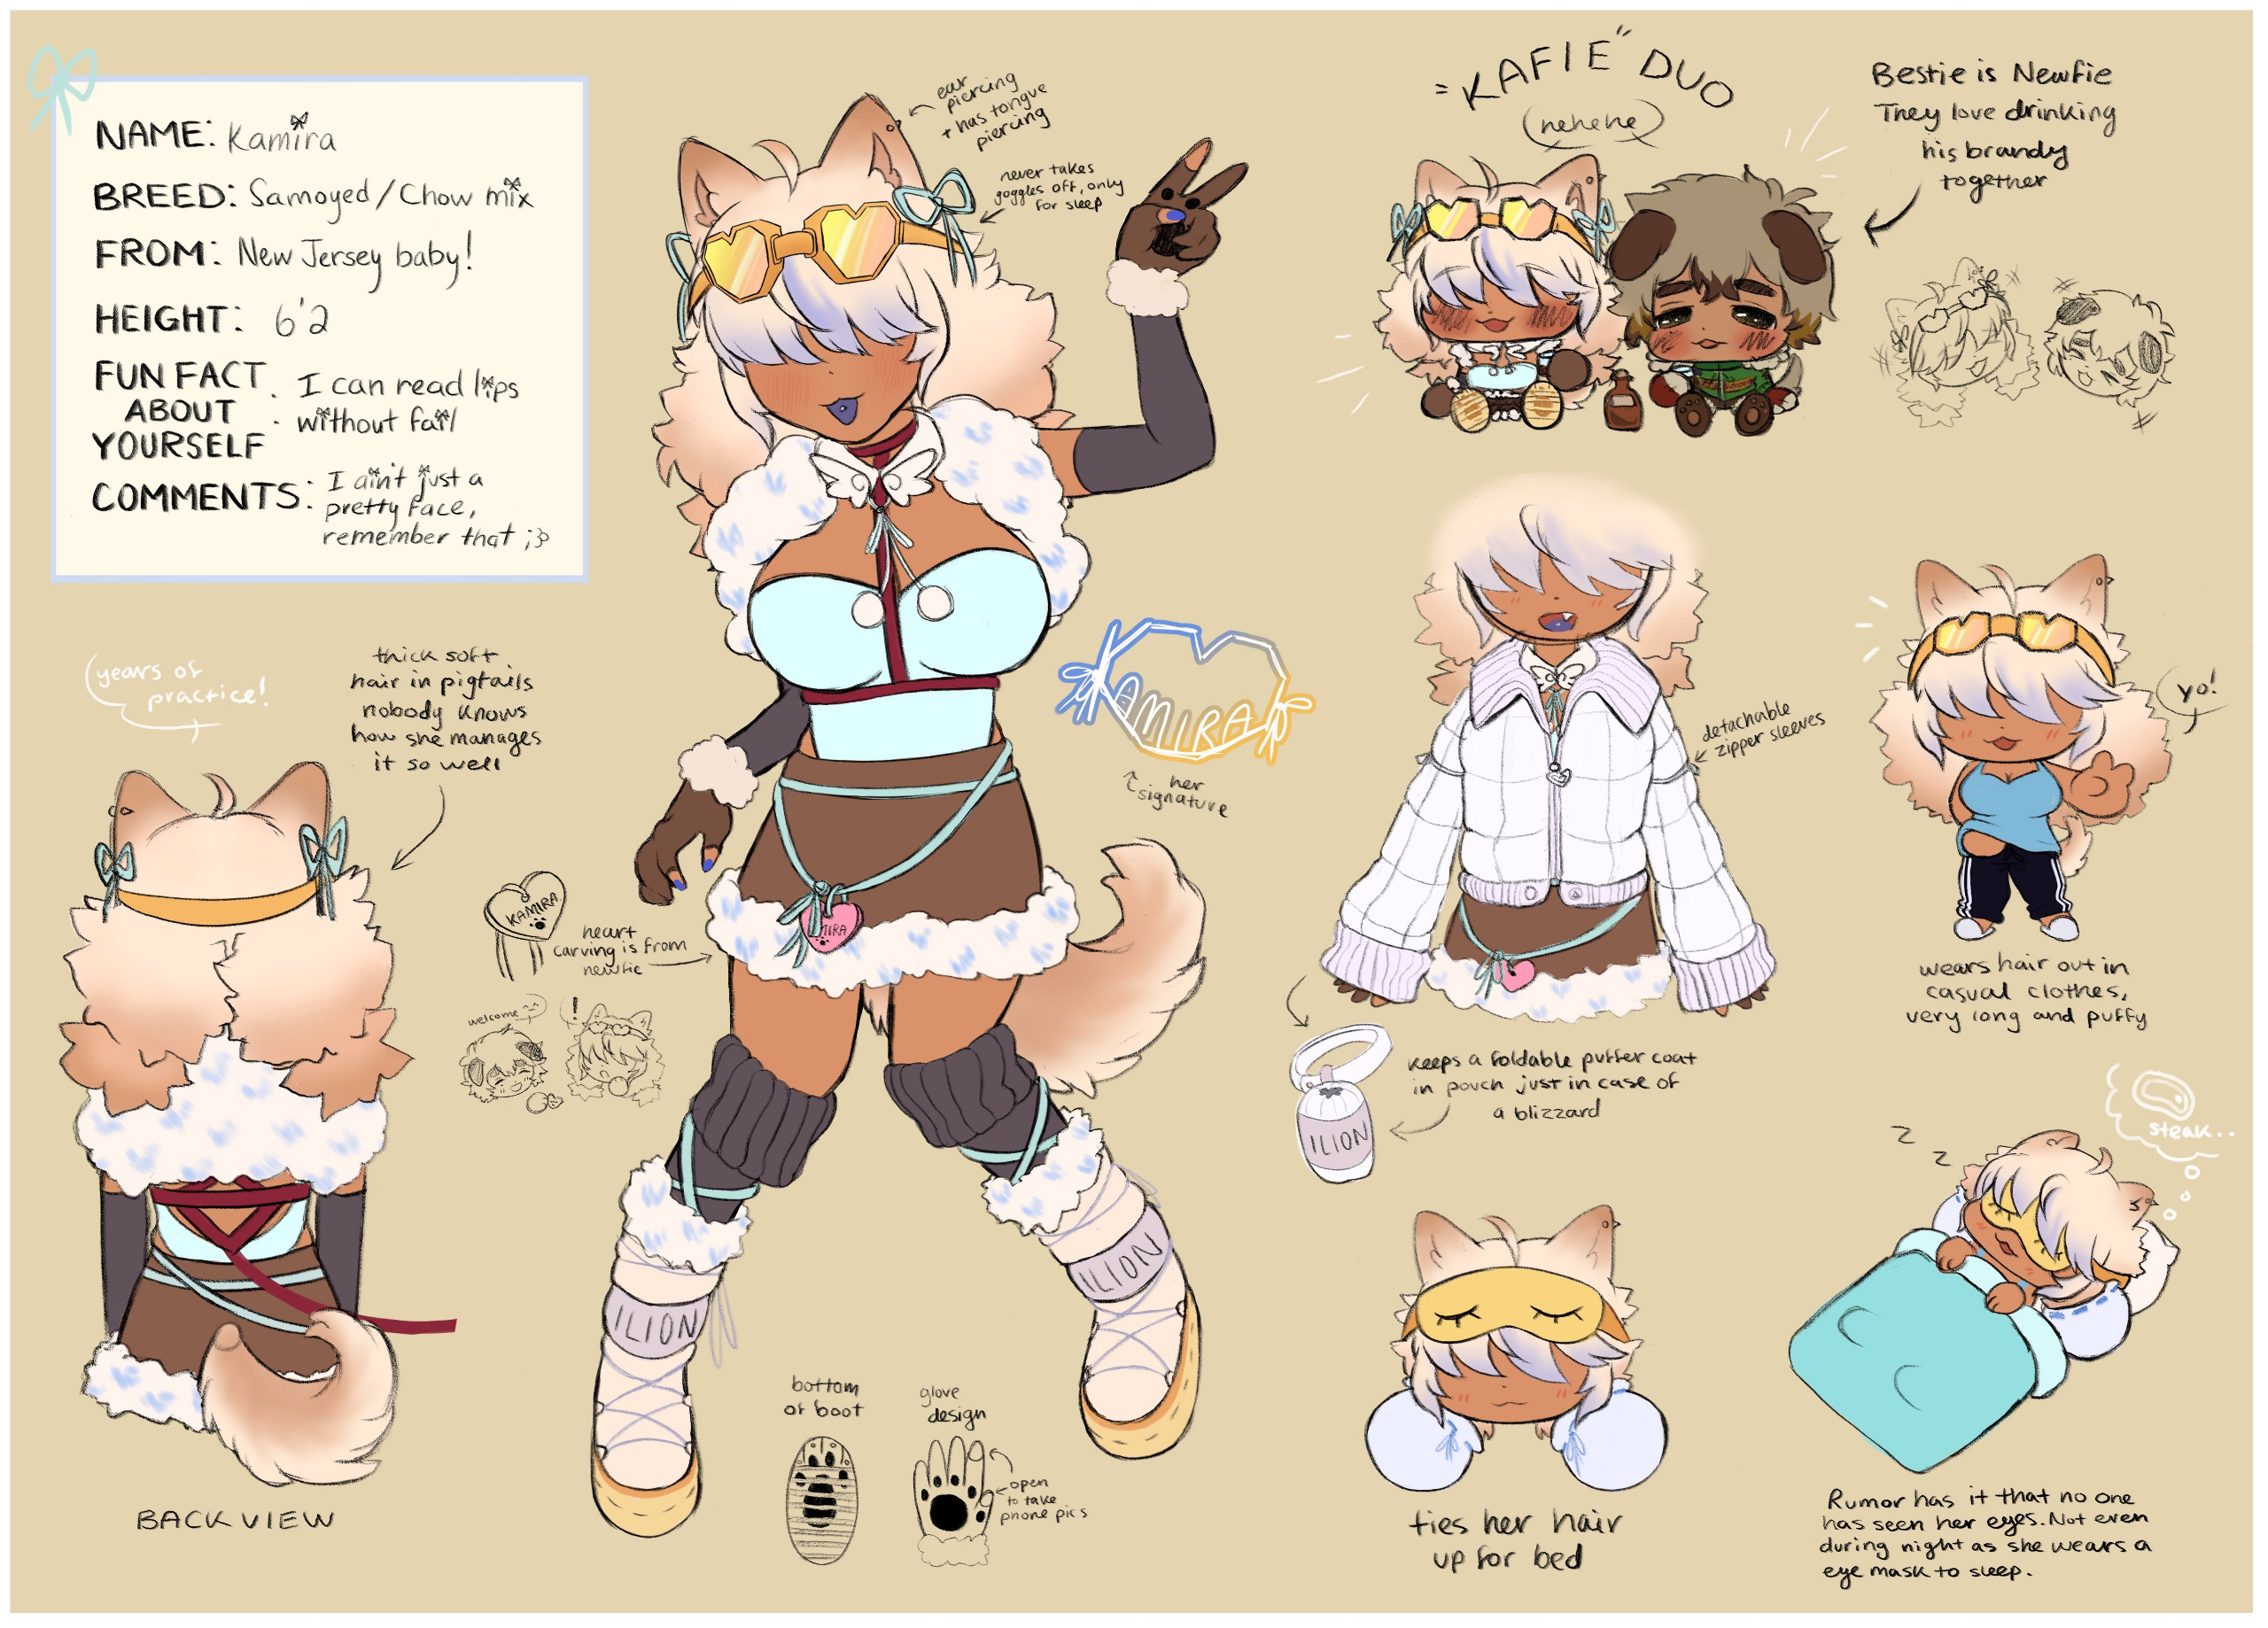 NAME: Kamira
BREED: Samoyed/Chow mix
FROM: New Jersey baby!
HEIGHT: 6'2
FUN FACT ABOUT YOURSELF: I can read lips
without fail
COMMENTS: I ain't just a
pretty face,
remember that ;3
ear
piercing
+ has tongue
piercing
never takes
goggles off, only
for sleep
"KAFIE" DUO
(hehehe)
Bestie is Newfie
They love drinking
his brandy
together
years of
practice!
thick soft
hair in pigtails
nobody knows
how she manages
it so well
KAMIRA
her
signature
detachable
zipper sleeves
yo!
wears hair out in
casual clothes,
very long and puffy
KAMIRA
heart
carving is from
newfie
MIRA
welcome
!
keeps a foldable puffer coat
in pouch just in case of
a blizzard
ILION
ILION
ILION
steak..
z
z
bottom
of boot
glove
design
open
to take
phone pics
BACK VIEW
ties her hair
up for bed
Rumor has it that no one
has seen her eyes. Not even
during night as she wears a
eye mask to sleep.